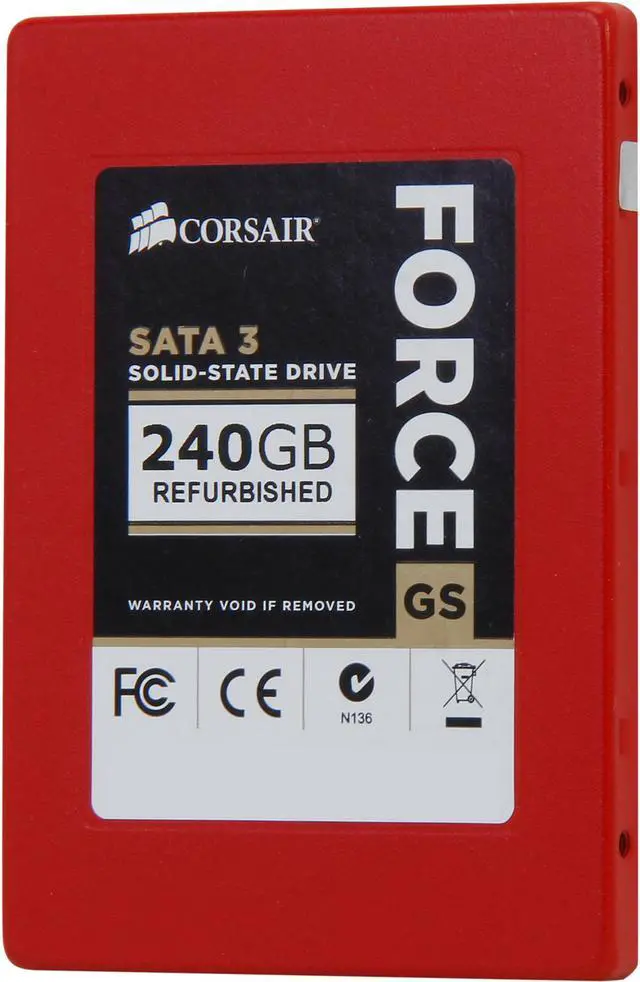 CORSAIR
FORCE
GS
SATA 3
SOLID-STATE DRIVE
240GB
REFURBISHED
WARRANTY VOID IF REMOVED
FC CE
N136